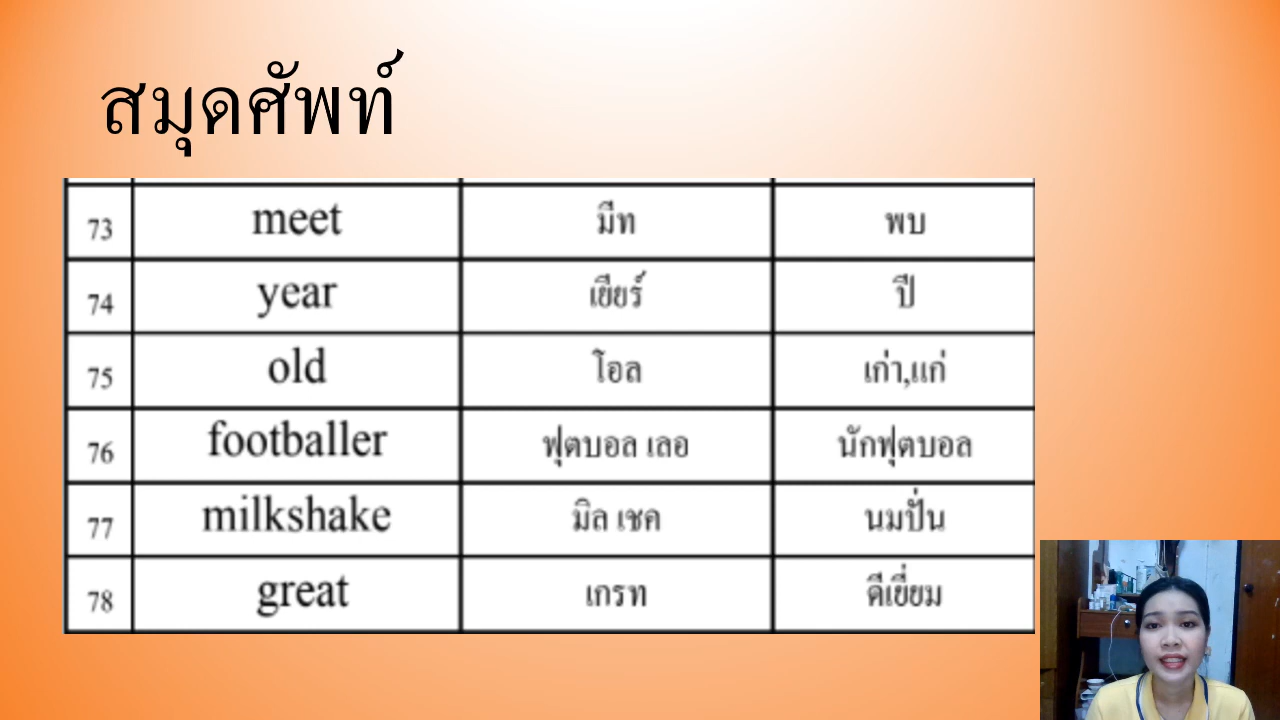 สมุดศัพท์
73 meet มีท พบ
74 year เยียร์ ปี
75 old โอล เก่า,แก่
76 footballer ฟุตบอล เลอ นักฟุตบอล
77 milkshake มิล เชค นมปั่น
78 great เกรท ดีเยี่ยม